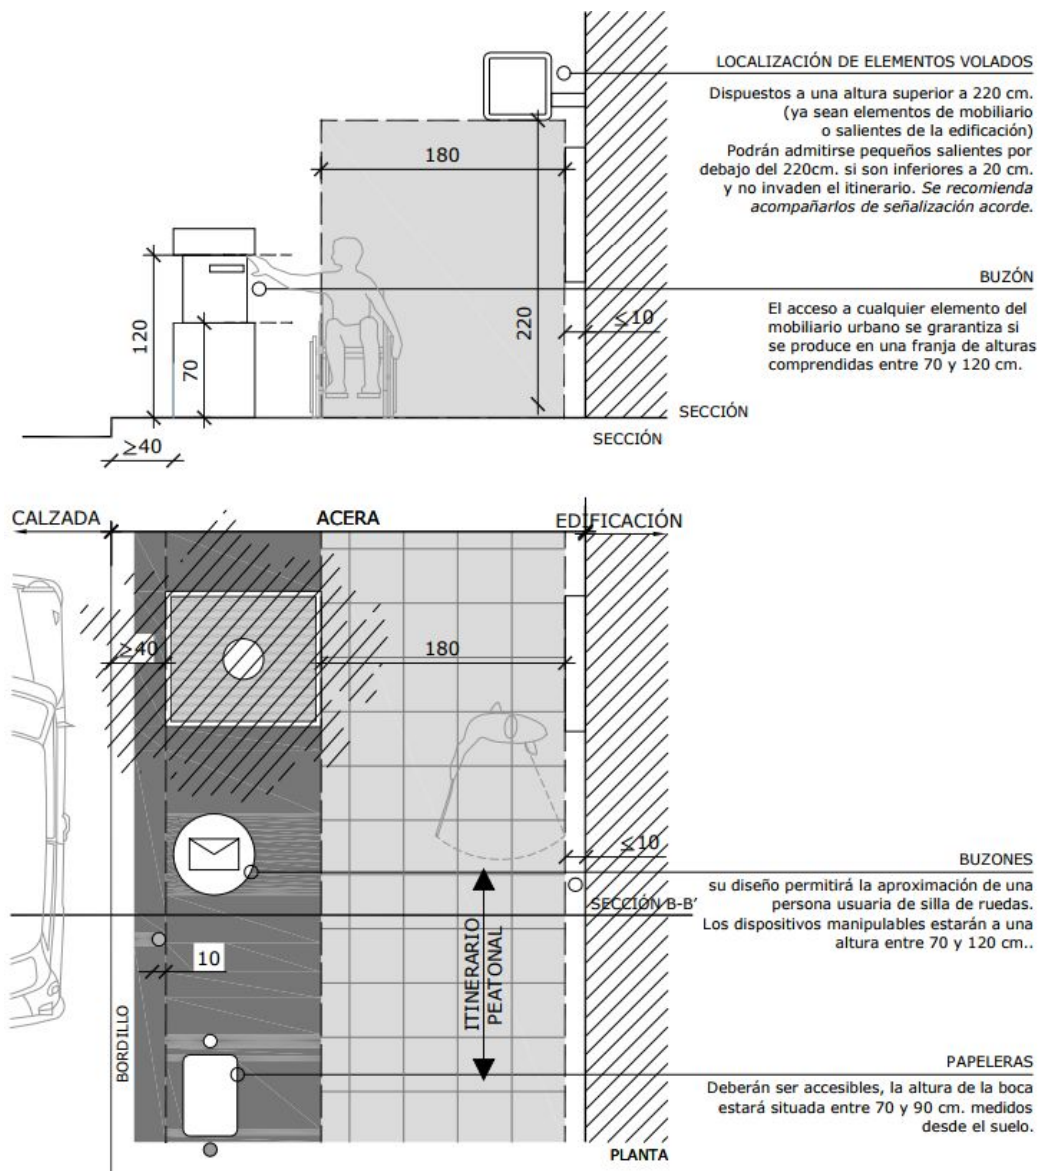 LOCALIZACIÓN DE ELEMENTOS VOLADOS
Dispuestos a una altura superior a 220 cm.
(ya sean elementos de mobiliario
o salientes de la edificación)
Podrán admitirse pequeños salientes por
debajo del 220cm. si son inferiores a 20 cm.
y no invaden el itinerario. Se recomienda
acompañarlos de señalización acorde.
180
BUZÓN
El acceso a cualquier elemento del
mobiliario urbano se grarantiza si
se produce en una franja de alturas
comprendidas entre 70 y 120 cm.
120
70
220
≤10
SECCIÓN
SECCIÓN
≥40
CALZADA
ACERA
EDIFICACIÓN
≥40
180
≤10
BUZONES
su diseño permitirá la aproximación de una
persona usuaria de silla de ruedas.
Los dispositivos manipulables estarán a una
altura entre 70 y 120 cm..
SECCIÓN B-B'
10
ITINERARIO
PEATONAL
BORDILLO
PAPELERAS
Deberán ser accesibles, la altura de la boca
estará situada entre 70 y 90 cm. medidos
desde el suelo.
PLANTA